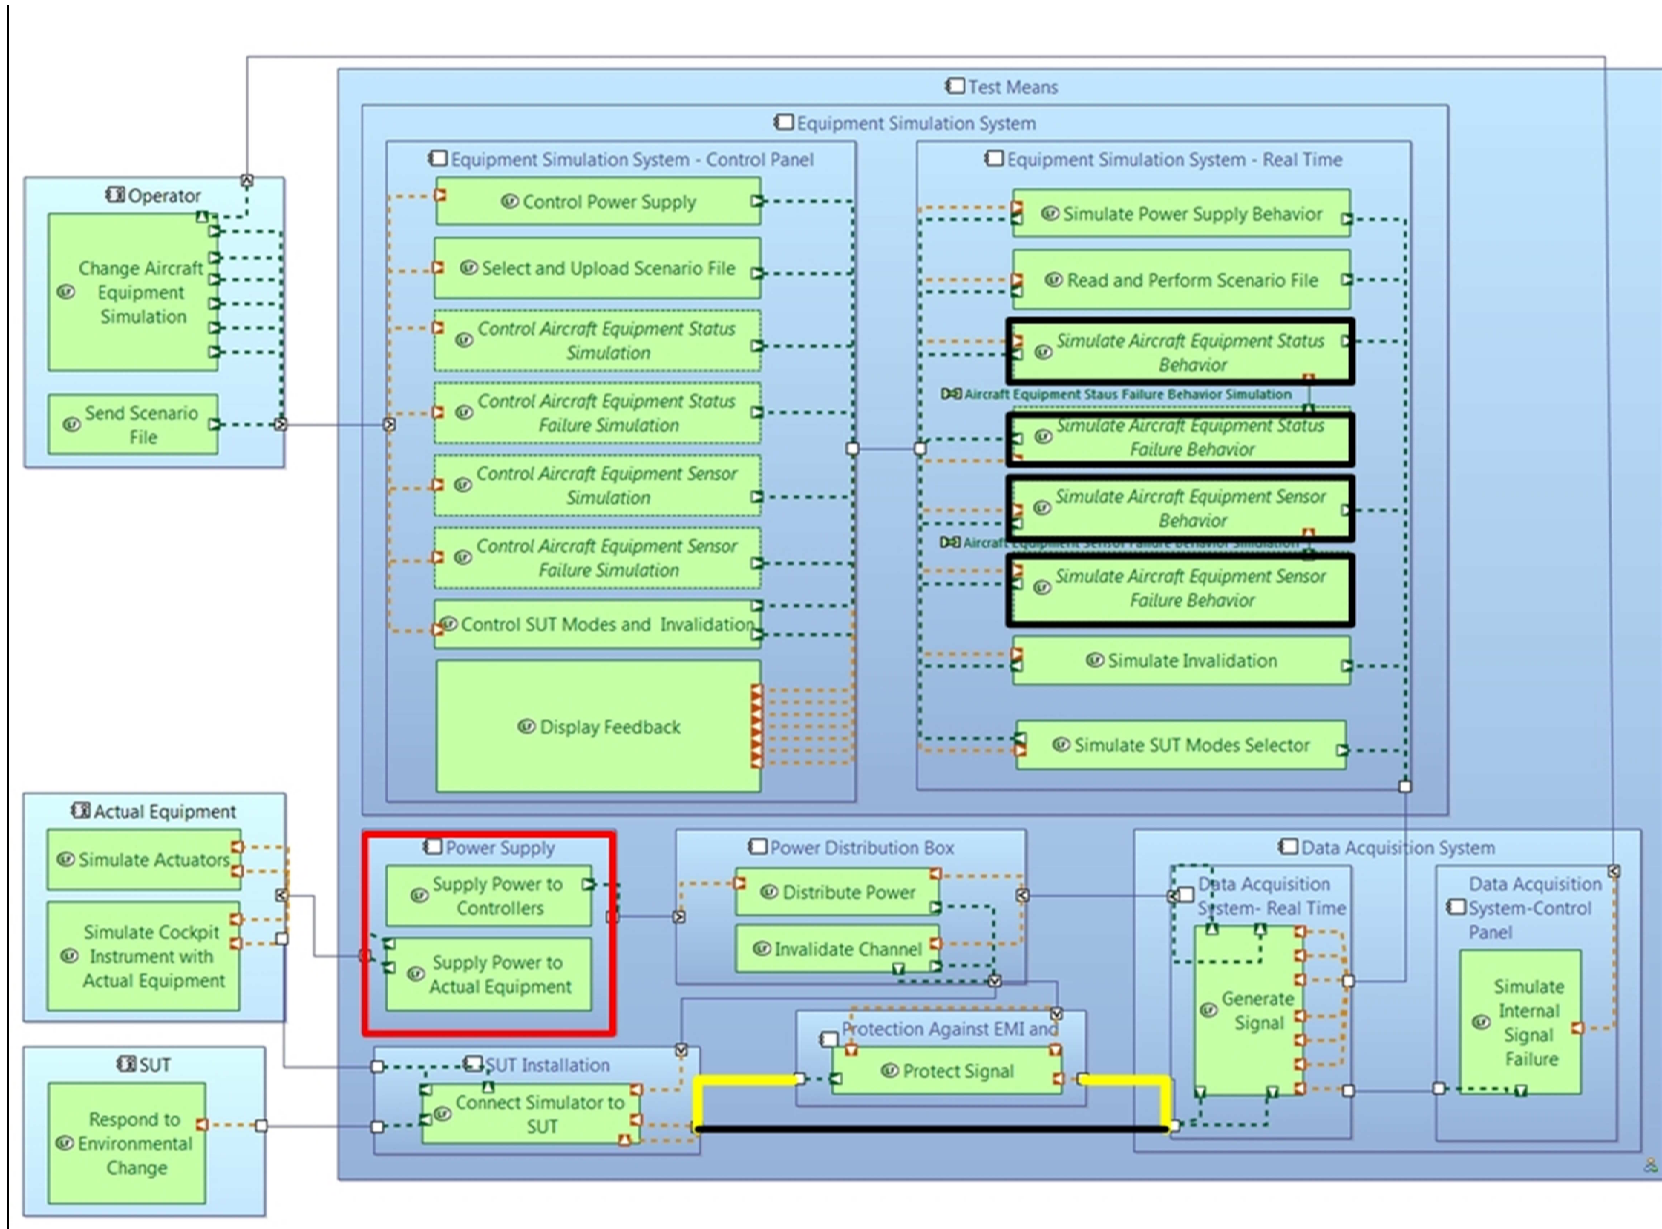 Test Means
Equipment Simulation System
Equipment Simulation System - Control Panel
Control Power Supply
Select and Upload Scenario File
Control Aircraft Equipment Status
Simulation
Control Aircraft Equipment Status
Failure Simulation
Control Aircraft Equipment Sensor
Simulation
Control Aircraft Equipment Sensor
Failure Simulation
Control SUT Modes and Invalidation
Display Feedback
Equipment Simulation System - Real Time
Simulate Power Supply Behavior
Read and Perform Scenario File
Simulate Aircraft Equipment Status
Behavior
Aircraft Equipment Staus Failure Behavior Simulation
Simulate Aircraft Equipment Status
Failure Behavior
Simulate Aircraft Equipment Sensor
Behavior
Aircraft Equipment Sensor Failure Behavior Simulation
Simulate Aircraft Equipment Sensor
Failure Behavior
Simulate Invalidation
Simulate SUT Modes Selector
Operator
Change Aircraft
Equipment
Simulation
Send Scenario
File
Actual Equipment
Simulate Actuators
Simulate Cockpit
Instrument with
Actual Equipment
SUT
Respond to
Environmental
Change
Power Supply
Supply Power to
Controllers
Supply Power to
Actual Equipment
Power Distribution Box
Distribute Power
Invalidate Channel
SUT Installation
Connect Simulator to
SUT
Protection Against EMI and
Protect Signal
Data Acquisition System
Data Acquisition
System- Real Time
Generate
Signal
Data Acquisition
System-Control
Panel
Simulate
Internal
Signal
Failure